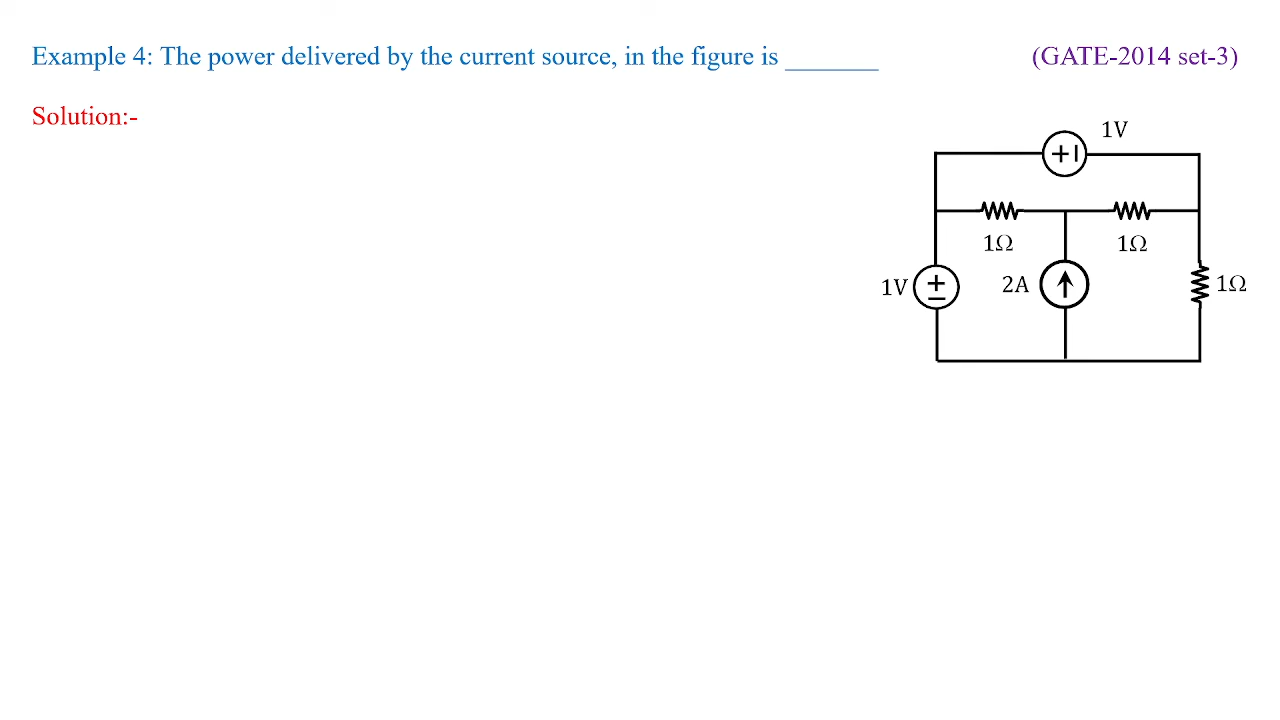 Example 4: The power delivered by the current source, in the figure is _______ (GATE-2014 set-3)
Solution:-
1V
1Ω 1Ω
1V 2A 1Ω